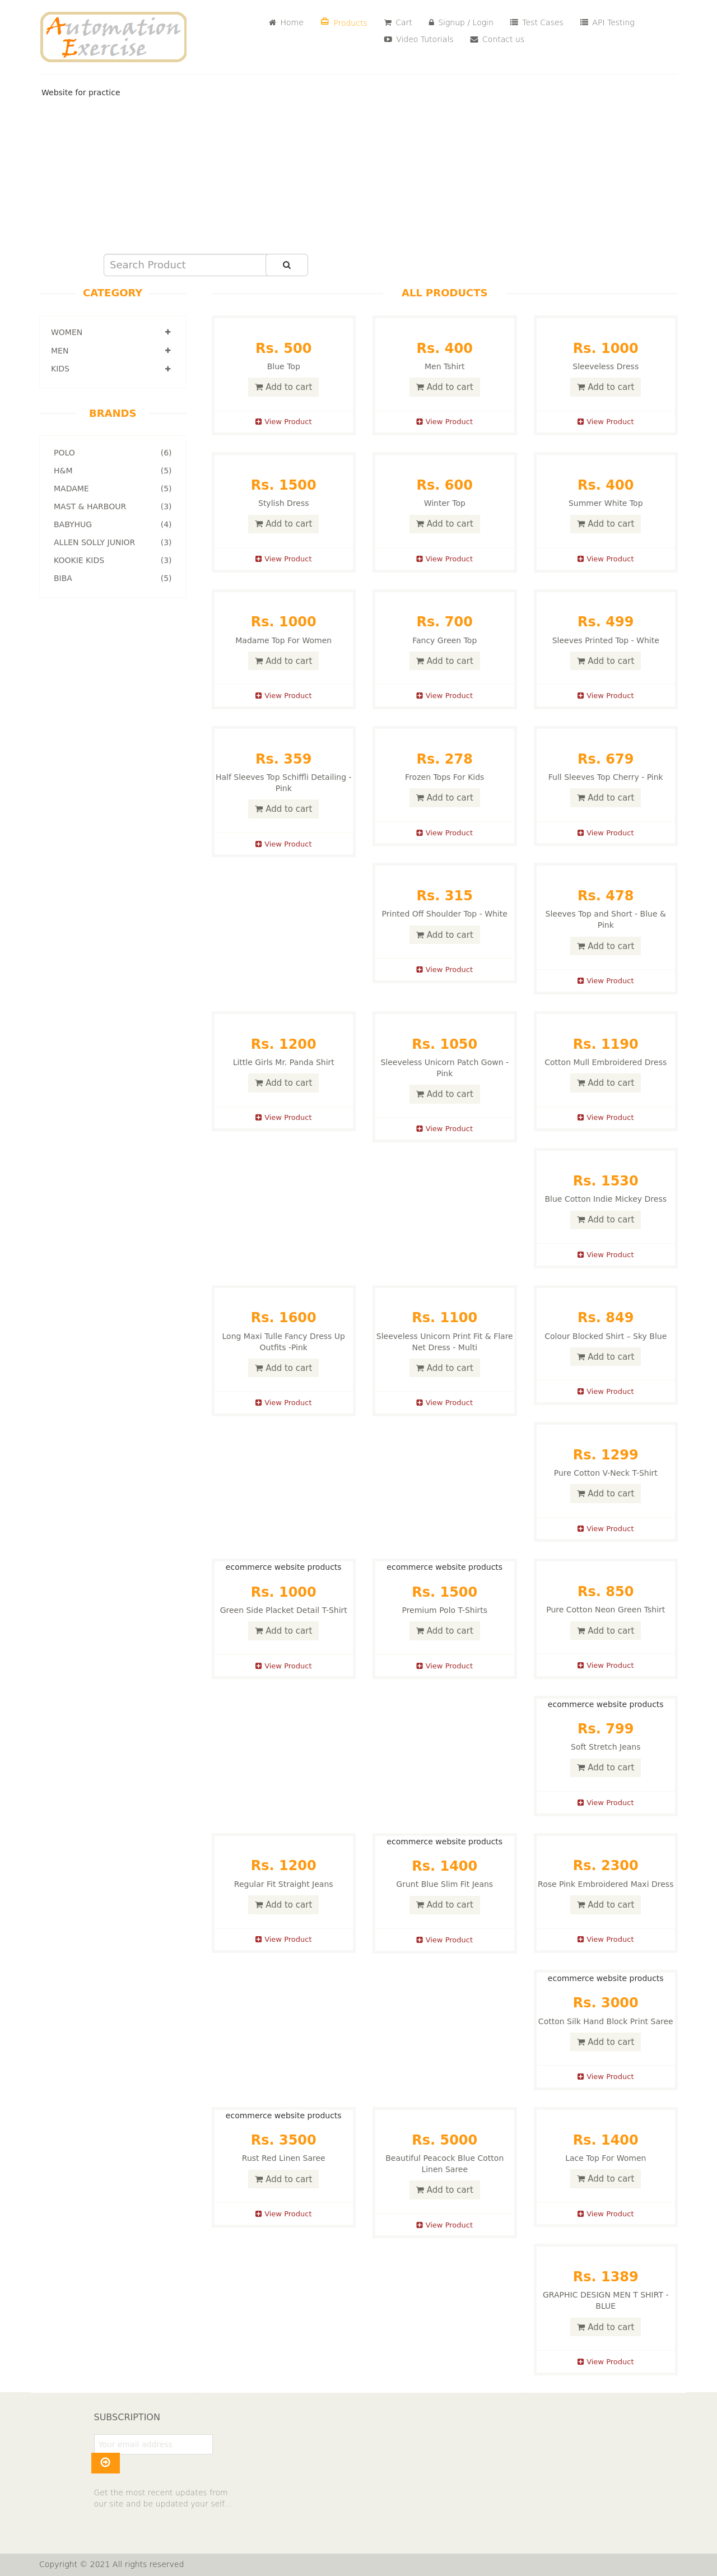 Automation
Exercise
Home
Products
Cart
Signup / Login
Test Cases
API Testing
Video Tutorials
Contact us
Website for practice
Search Product
CATEGORY
WOMEN
MEN
KIDS
BRANDS
POLO (6)
H&M (5)
MADAME (5)
MAST & HARBOUR (3)
BABYHUG (4)
ALLEN SOLLY JUNIOR (3)
KOOKIE KIDS (3)
BIBA (5)
ALL PRODUCTS
Rs. 500
Blue Top
Add to cart
View Product
Rs. 400
Men Tshirt
Add to cart
View Product
Rs. 1000
Sleeveless Dress
Add to cart
View Product
Rs. 1500
Stylish Dress
Add to cart
View Product
Rs. 600
Winter Top
Add to cart
View Product
Rs. 400
Summer White Top
Add to cart
View Product
Rs. 1000
Madame Top For Women
Add to cart
View Product
Rs. 700
Fancy Green Top
Add to cart
View Product
Rs. 499
Sleeves Printed Top - White
Add to cart
View Product
Rs. 359
Half Sleeves Top Schiffli Detailing -
Pink
Add to cart
View Product
Rs. 278
Frozen Tops For Kids
Add to cart
View Product
Rs. 679
Full Sleeves Top Cherry - Pink
Add to cart
View Product
Rs. 315
Printed Off Shoulder Top - White
Add to cart
View Product
Rs. 478
Sleeves Top and Short - Blue &
Pink
Add to cart
View Product
Rs. 1200
Little Girls Mr. Panda Shirt
Add to cart
View Product
Rs. 1050
Sleeveless Unicorn Patch Gown -
Pink
Add to cart
View Product
Rs. 1190
Cotton Mull Embroidered Dress
Add to cart
View Product
Rs. 1530
Blue Cotton Indie Mickey Dress
Add to cart
View Product
Rs. 1600
Long Maxi Tulle Fancy Dress Up
Outfits -Pink
Add to cart
View Product
Rs. 1100
Sleeveless Unicorn Print Fit & Flare
Net Dress - Multi
Add to cart
View Product
Rs. 849
Colour Blocked Shirt – Sky Blue
Add to cart
View Product
Rs. 1299
Pure Cotton V-Neck T-Shirt
Add to cart
View Product
ecommerce website products
Rs. 1000
Green Side Placket Detail T-Shirt
Add to cart
View Product
ecommerce website products
Rs. 1500
Premium Polo T-Shirts
Add to cart
View Product
Rs. 850
Pure Cotton Neon Green Tshirt
Add to cart
View Product
ecommerce website products
Rs. 799
Soft Stretch Jeans
Add to cart
View Product
Rs. 1200
Regular Fit Straight Jeans
Add to cart
View Product
ecommerce website products
Rs. 1400
Grunt Blue Slim Fit Jeans
Add to cart
View Product
Rs. 2300
Rose Pink Embroidered Maxi Dress
Add to cart
View Product
ecommerce website products
Rs. 3000
Cotton Silk Hand Block Print Saree
Add to cart
View Product
ecommerce website products
Rs. 3500
Rust Red Linen Saree
Add to cart
View Product
Rs. 5000
Beautiful Peacock Blue Cotton
Linen Saree
Add to cart
View Product
Rs. 1400
Lace Top For Women
Add to cart
View Product
Rs. 1389
GRAPHIC DESIGN MEN T SHIRT -
BLUE
Add to cart
View Product
SUBSCRIPTION
Your email address
Get the most recent updates from
our site and be updated your self...
Copyright © 2021 All rights reserved